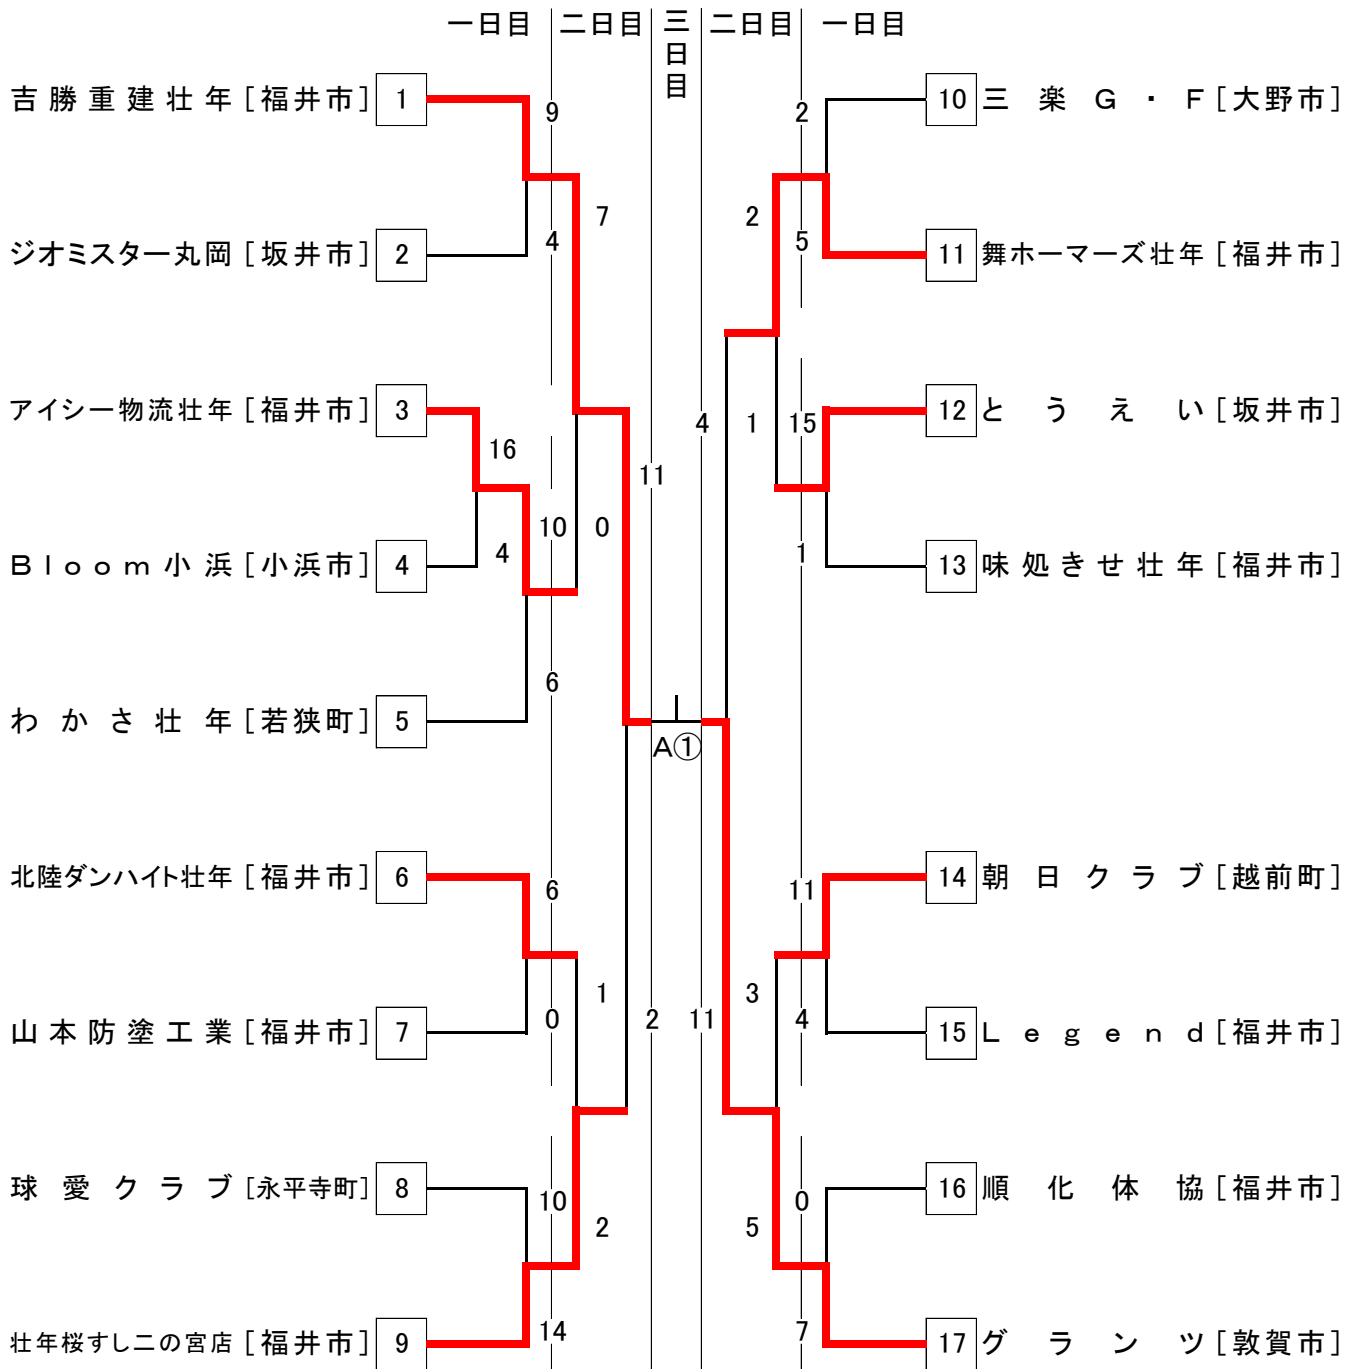 一日目 二日目 三日目 二日目 一日目
吉勝重建壮年 [福井市] 1
9
ジオミスター丸岡 [坂井市] 2
4
7
アイシー物流壮年 [福井市] 3
16
Bloom小浜 [小浜市] 4
4
10
0
わかさ壮年 [若狭町] 5
6
11
北陸ダンハイト壮年 [福井市] 6
6
山本防塗工業 [福井市] 7
0
1
球愛クラブ [永平寺町] 8
10
2
壮年桜すし二の宮店 [福井市] 9
14
2
A①
10 三楽G・F [大野市]
2
11 舞ホーマーズ壮年 [福井市]
5
2
12 とうえい [坂井市]
15
1
4
13 味処きせ壮年 [福井市]
1
14 朝日クラブ [越前町]
11
15 Legend [福井市]
4
3
11
16 順化体協 [福井市]
0
5
17 グランツ [敦賀市]
7